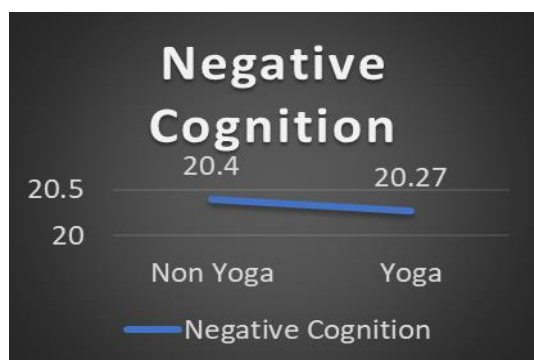 Negative
Cognition
20.4
20.27
20.5
20
Non Yoga
Yoga
Negative Cognition